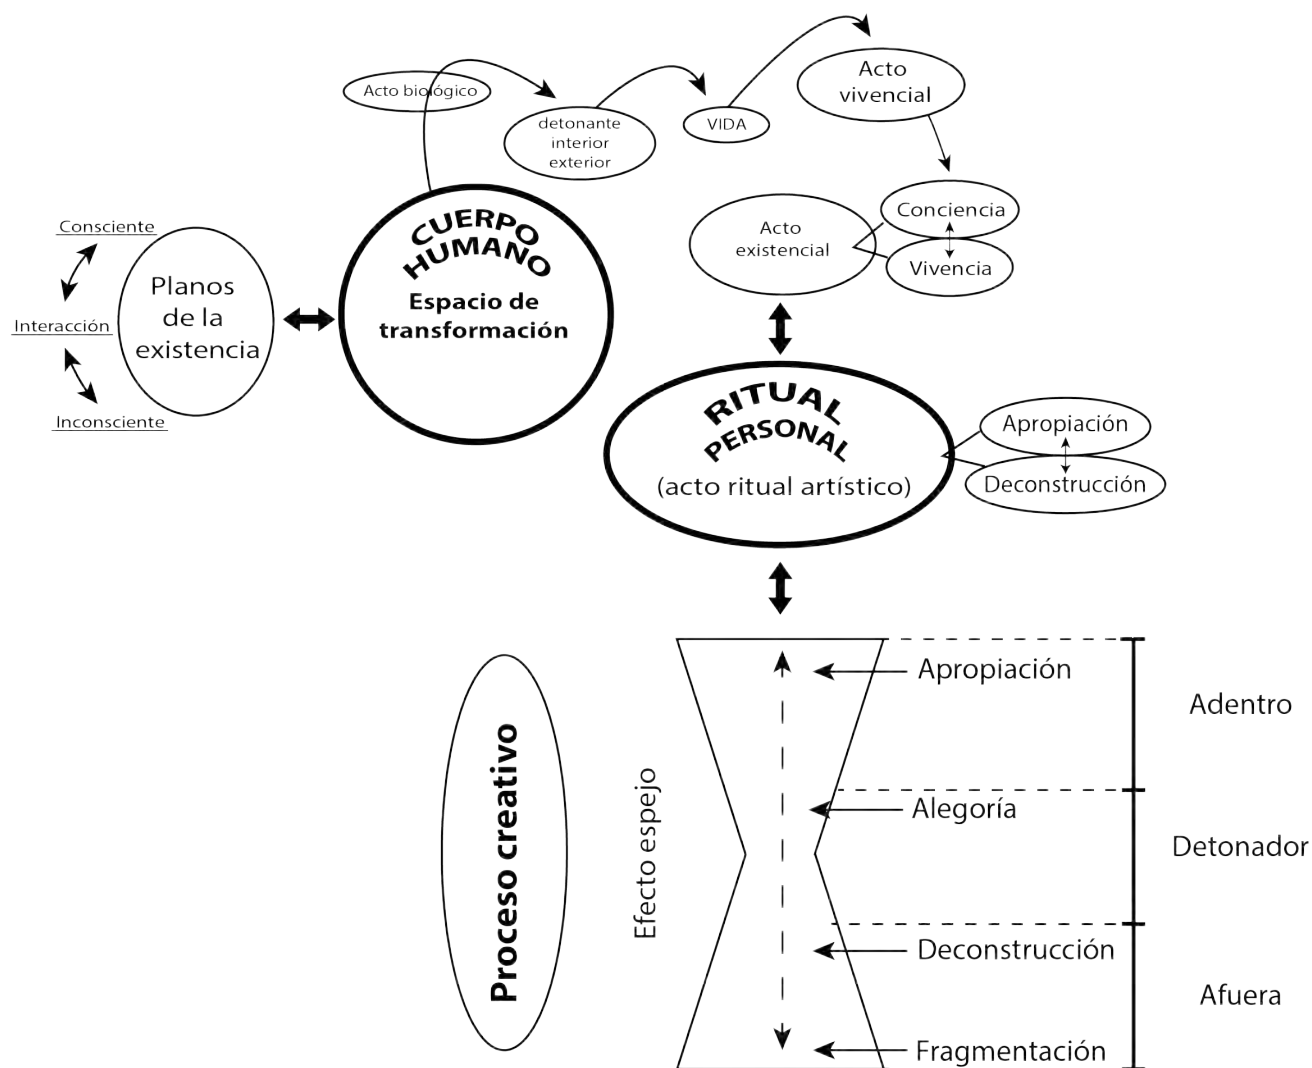 Acto biológico
detonante
interior
exterior
VIDA
Acto
vivencial
Conciencia
Vivencia
Acto
existencial
Consciente
Interacción
Inconsciente
Planos
de la
existencia
CUERPO
HUMANO
Espacio de
transformación
RITUAL
PERSONAL
(acto ritual artístico)
Apropiación
Deconstrucción
Proceso creativo
Efecto espejo
Apropiación
Alegoría
Deconstrucción
Fragmentación
Adentro
Detonador
Afuera